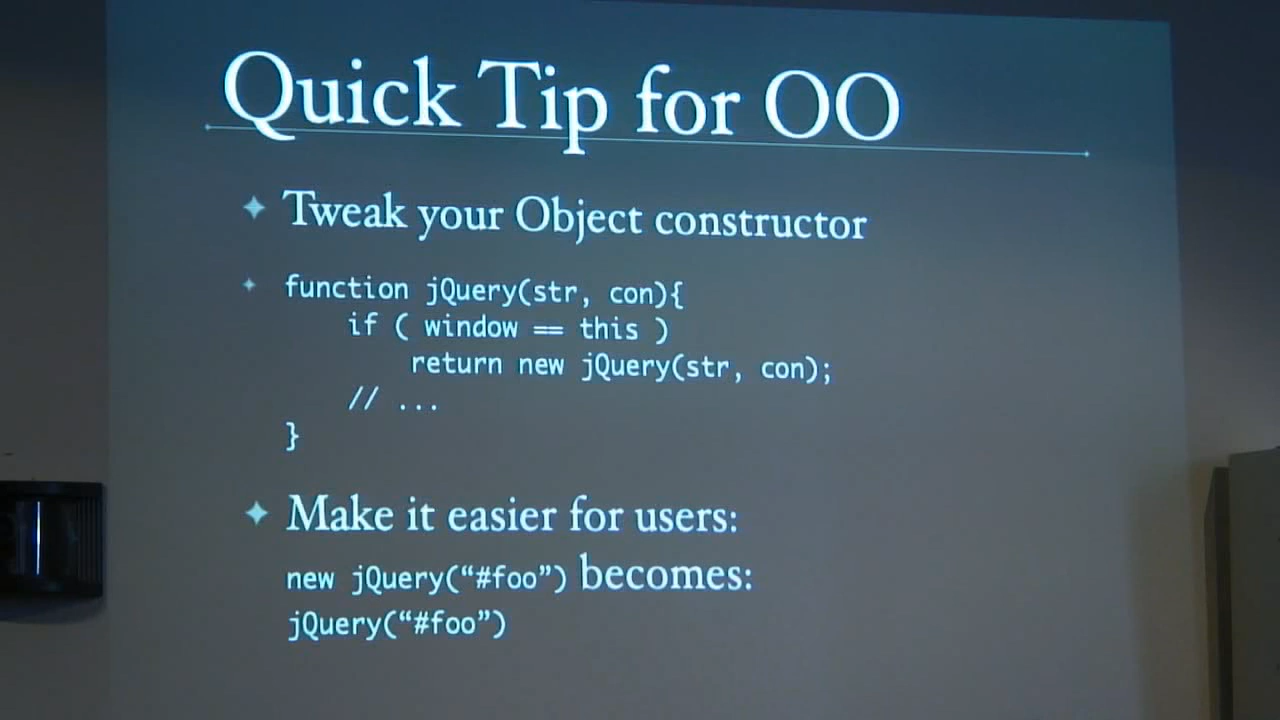 Quick Tip for OO
Tweak your Object constructor
function jQuery(str, con){
if ( window == this )
return new jQuery(str, con);
// ...
}
Make it easier for users:
new jQuery(“#foo”) becomes:
jQuery(“#foo”)